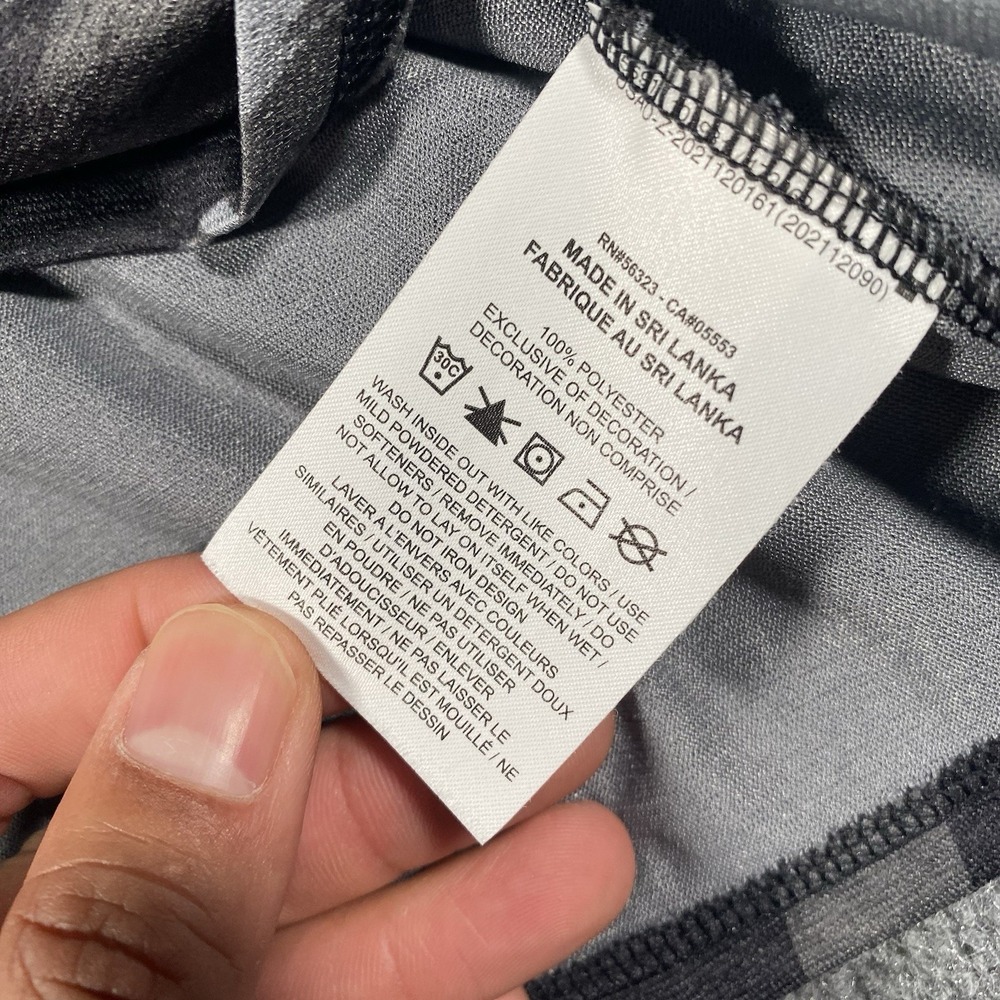 Z-2021120161(202112090)
RN#56323 - CA#05553
MADE IN SRI LANKA
FABRIQUE AU SRI LANKA
100% POLYESTER
EXCLUSIVE OF DECORATION /
DECORATION NON COMPRISE
30C
WASH INSIDE OUT WITH LIKE COLORS / USE
MILD POWDERED DETERGENT / DO NOT USE
SOFTENERS / REMOVE IMMEDIATELY / DO
NOT ALLOW TO LAY ON ITSELF WHEN WET /
DO NOT IRON DESIGN
LAVER A L'ENVERS AVEC COULEURS
SIMILAIRES / UTILISER UN DETERGENT DOUX
EN POUDRE / NE PAS UTILISER
D'ADOUCISSEUR / ENLEVER
IMMEDIATEMENT / NE PAS LAISSER LE
VÊTEMENT PLIÉ LORSQU'IL EST MOUILLÉ / NE
PAS REPASSER LE DESSIN